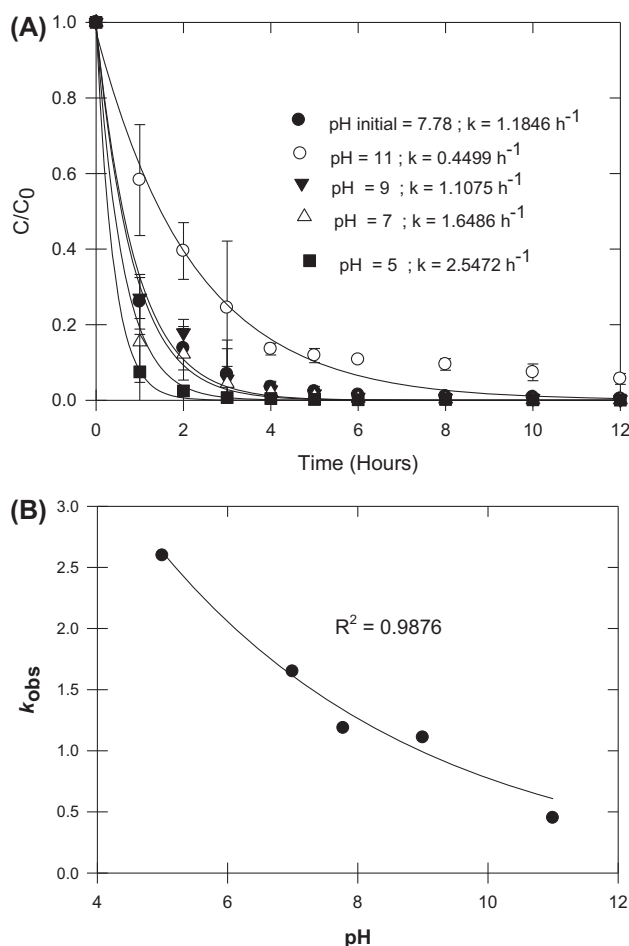 (A)
1.0
0.8
0.6
0.4
0.2
0.0
C/C₀
pH initial = 7.78 ; k = 1.1846 h⁻¹
pH = 11 ; k = 0.4499 h⁻¹
pH = 9 ; k = 1.1075 h⁻¹
pH = 7 ; k = 1.6486 h⁻¹
pH = 5 ; k = 2.5472 h⁻¹
0 2 4 6 8 10 12
Time (Hours)
(B)
3.0
2.5
2.0
1.5
1.0
0.5
0.0
kobs
R² = 0.9876
4 6 8 10 12
pH